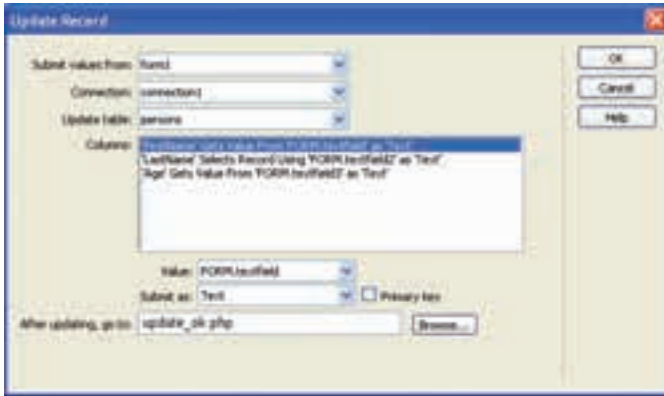 Update Record
Submit values from: form1
OK
Connection: connection1
Cancel
Update table: persons
Help
Columns: 'FirstName' Gets Value From 'FORM.textfield' as 'Text'
'LastName' Selects Record Using 'FORM.textfield2' as 'Text'
'Age' Gets Value From 'FORM.textfield3' as 'Text'
Value: FORM.textfield
Submit as: Text
Primary key
After updating, go to: update_ok.php
Browse...